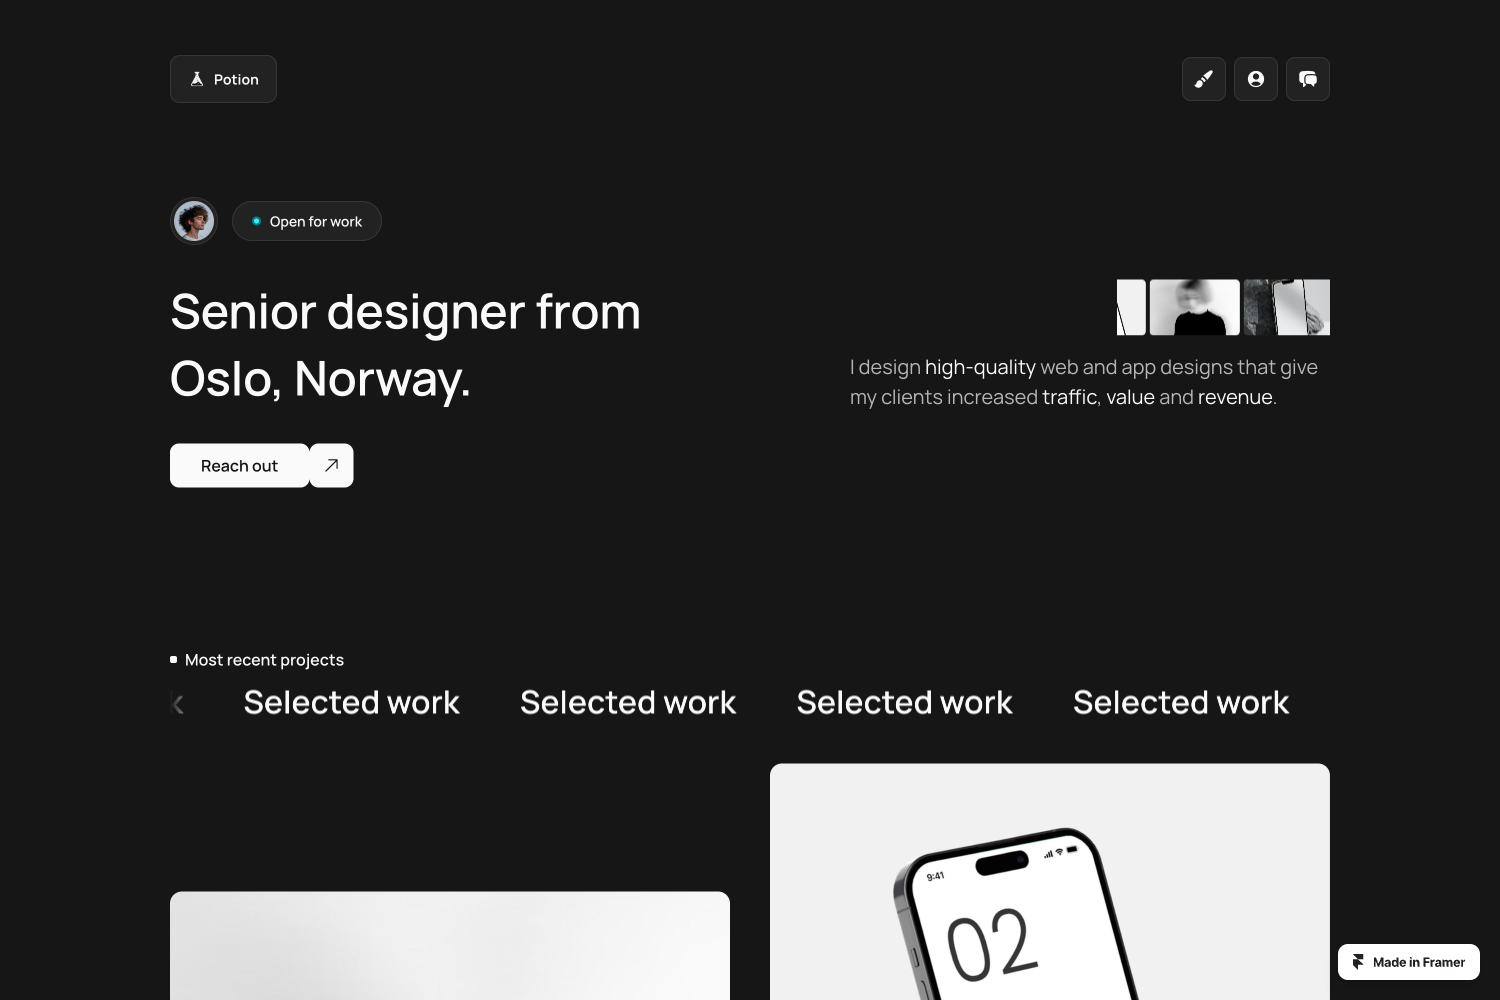 Potion
Open for work
Senior designer from
Oslo, Norway.
I design high-quality web and app designs that give
my clients increased traffic, value and revenue.
Reach out
Most recent projects
k Selected work Selected work Selected work Selected work
9:41
02
Made in Framer